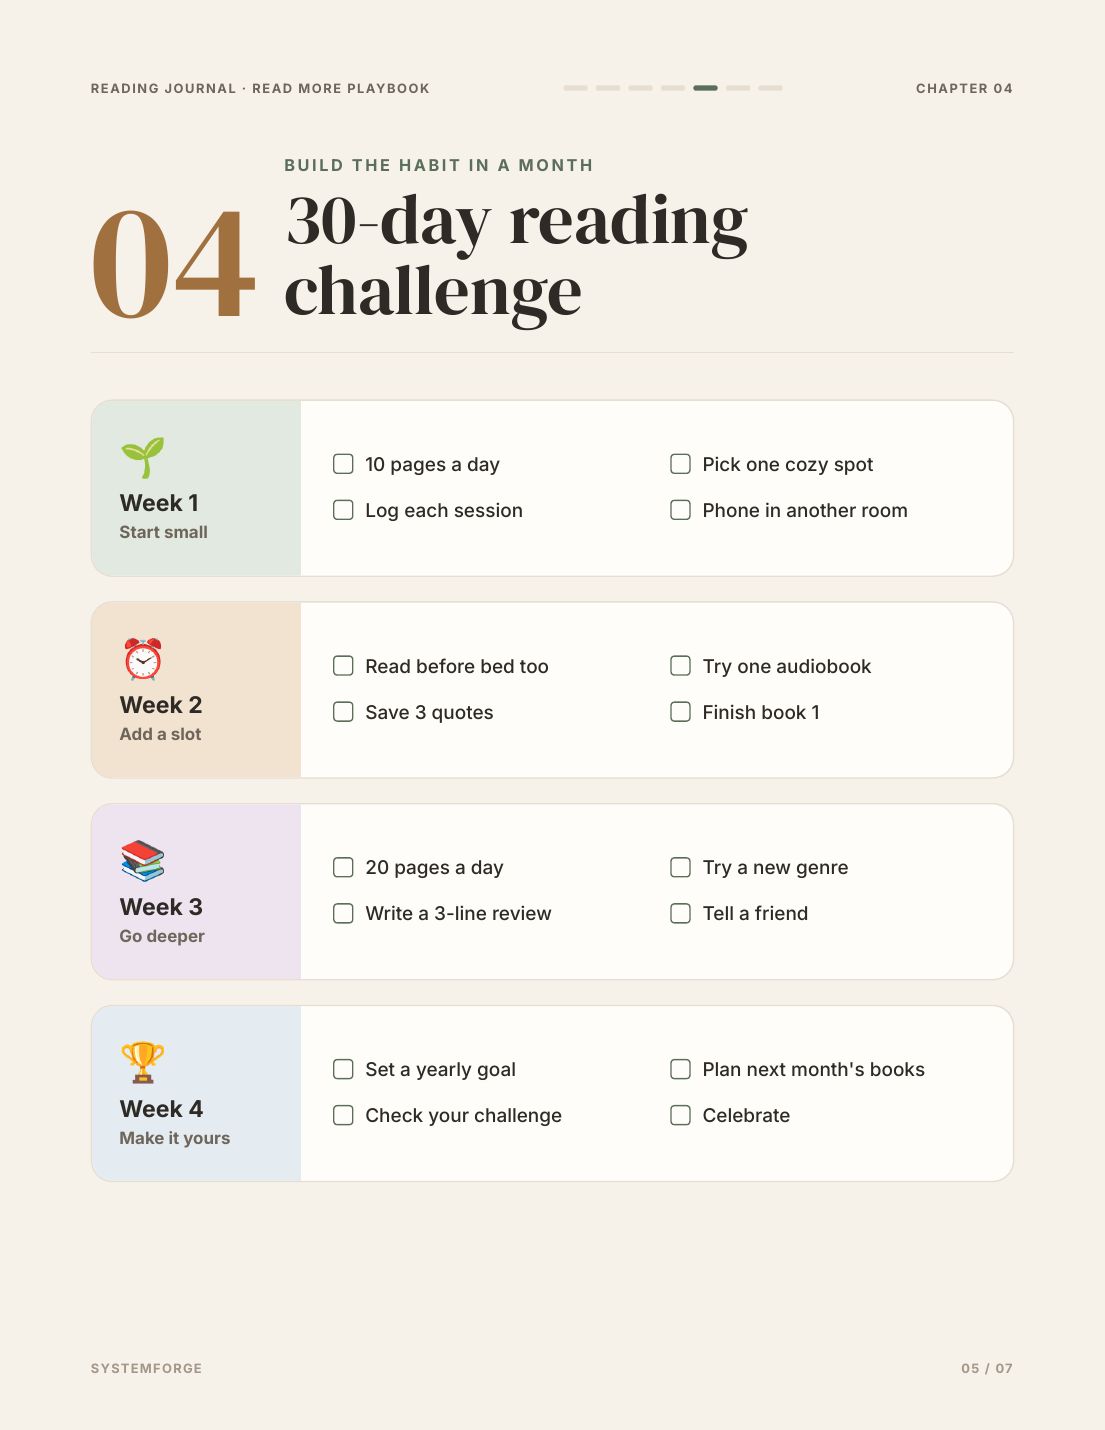 READING JOURNAL · READ MORE PLAYBOOK
CHAPTER 04
BUILD THE HABIT IN A MONTH
04
30-day reading
challenge
Week 1
Start small
10 pages a day
Pick one cozy spot
Log each session
Phone in another room
Week 2
Add a slot
Read before bed too
Try one audiobook
Save 3 quotes
Finish book 1
Week 3
Go deeper
20 pages a day
Try a new genre
Write a 3-line review
Tell a friend
Week 4
Make it yours
Set a yearly goal
Plan next month's books
Check your challenge
Celebrate
SYSTEMFORGE
05 / 07